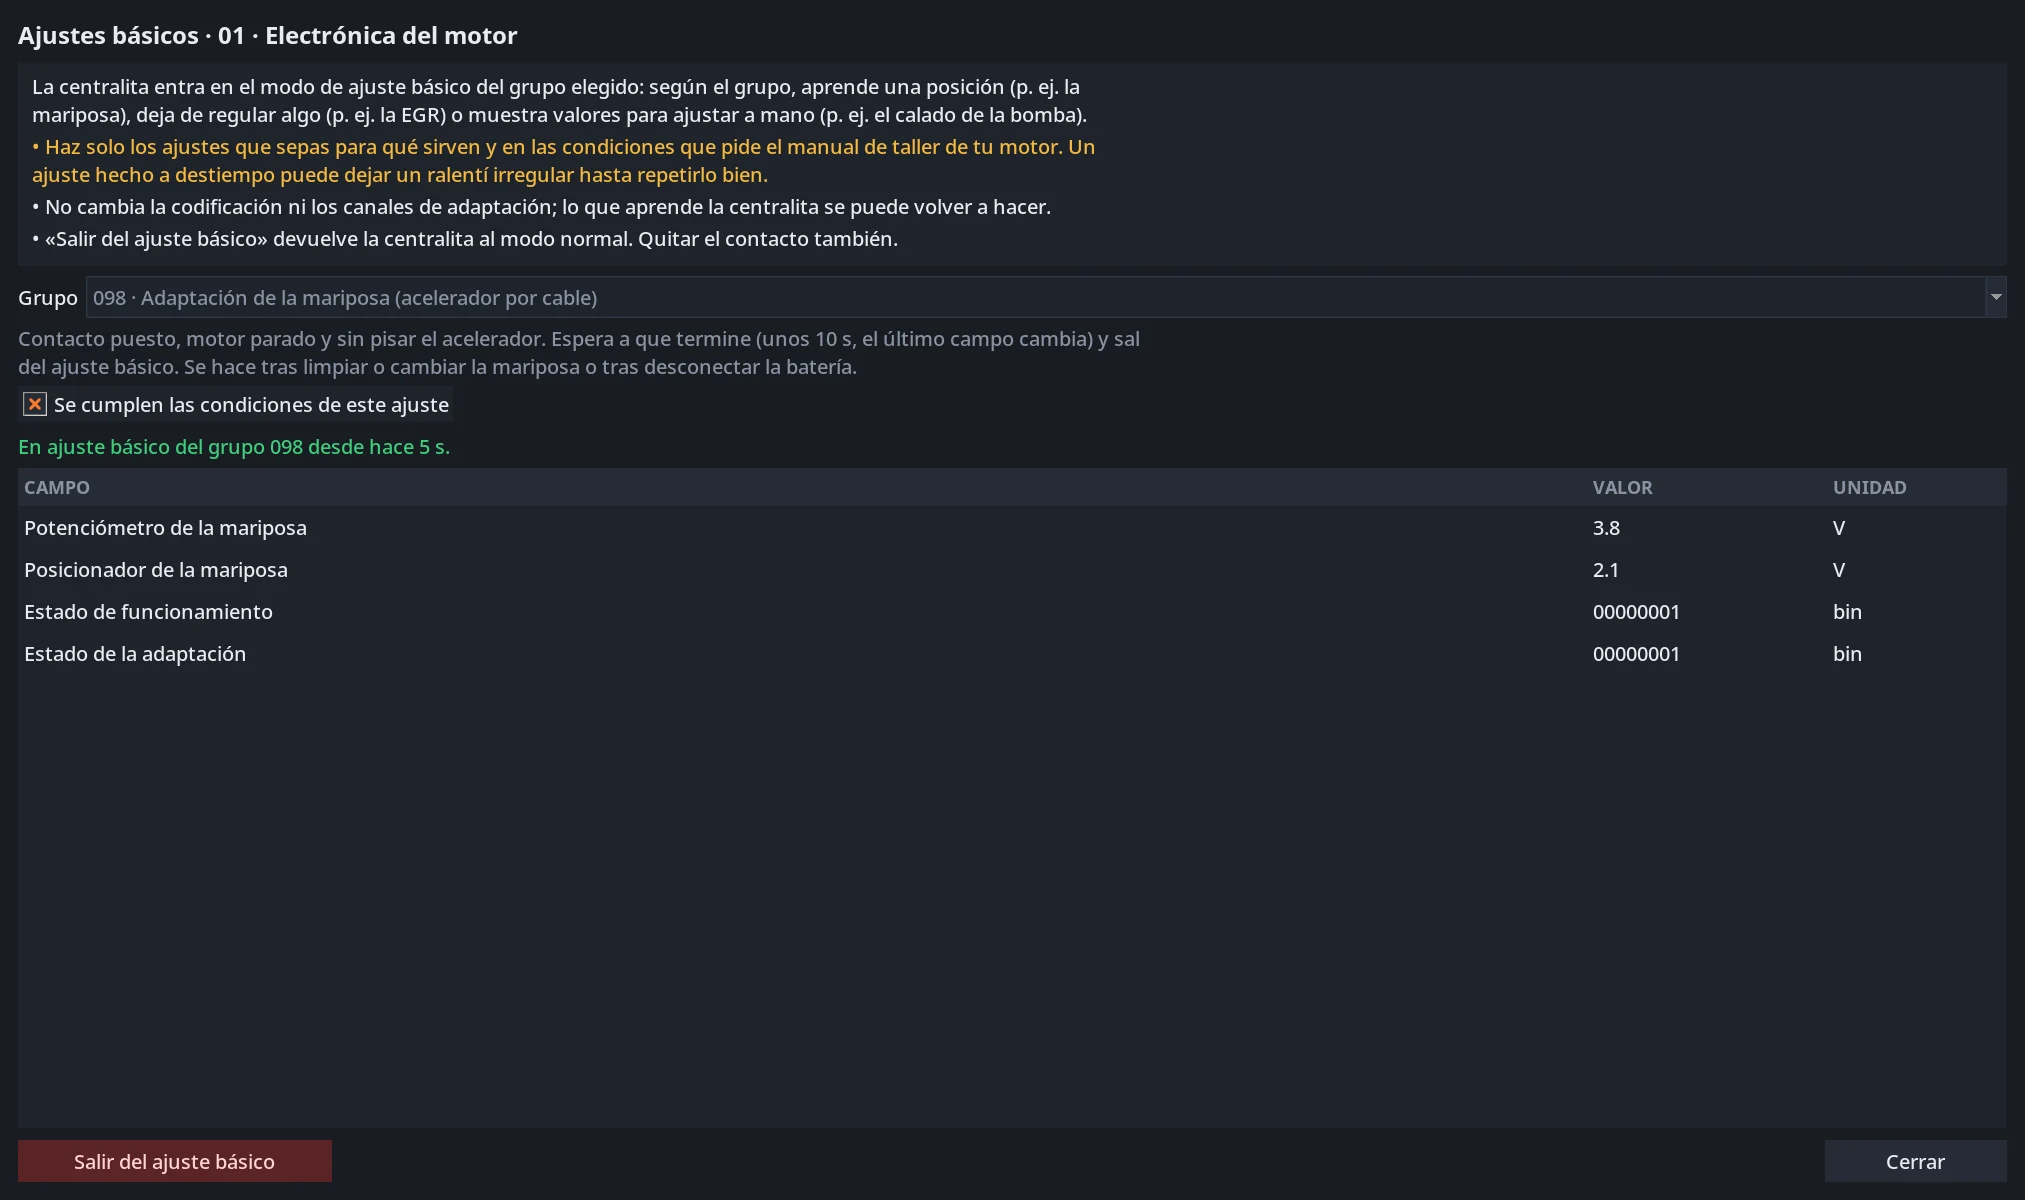 Ajustes básicos · 01 · Electrónica del motor
La centralita entra en el modo de ajuste básico del grupo elegido: según el grupo, aprende una posición (p. ej. la
mariposa), deja de regular algo (p. ej. la EGR) o muestra valores para ajustar a mano (p. ej. el calado de la bomba).
• Haz solo los ajustes que sepas para qué sirven y en las condiciones que pide el manual de taller de tu motor. Un
ajuste hecho a destiempo puede dejar un ralentí irregular hasta repetirlo bien.
• No cambia la codificación ni los canales de adaptación; lo que aprende la centralita se puede volver a hacer.
• «Salir del ajuste básico» devuelve la centralita al modo normal. Quitar el contacto también.
Grupo 098 · Adaptación de la mariposa (acelerador por cable)
Contacto puesto, motor parado y sin pisar el acelerador. Espera a que termine (unos 10 s, el último campo cambia) y sal
del ajuste básico. Se hace tras limpiar o cambiar la mariposa o tras desconectar la batería.
Se cumplen las condiciones de este ajuste
En ajuste básico del grupo 098 desde hace 5 s.
CAMPO VALOR UNIDAD
Potenciómetro de la mariposa 3.8 V
Posicionador de la mariposa 2.1 V
Estado de funcionamiento 00000001 bin
Estado de la adaptación 00000001 bin
Salir del ajuste básico Cerrar